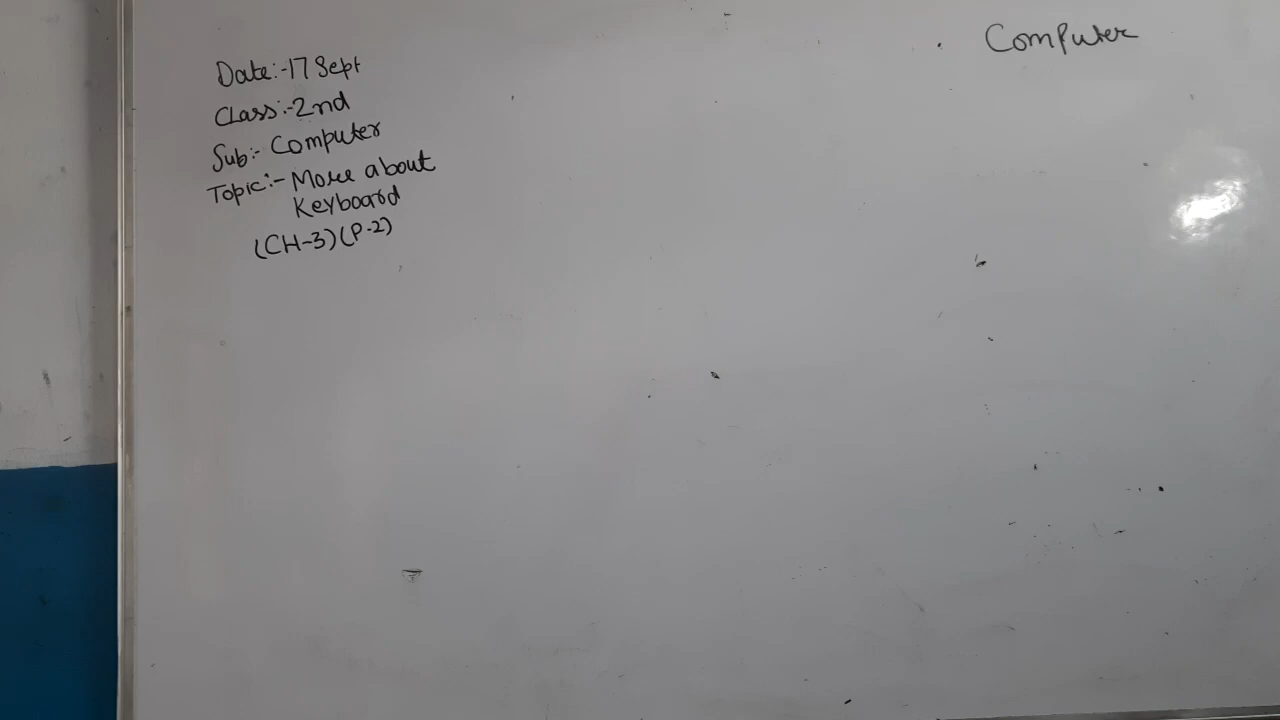 Computer
Date:-17 Sept
Class:-2nd
Sub:- Computer
Topic:- More about
Keyboard
(CH-3)(P-2)